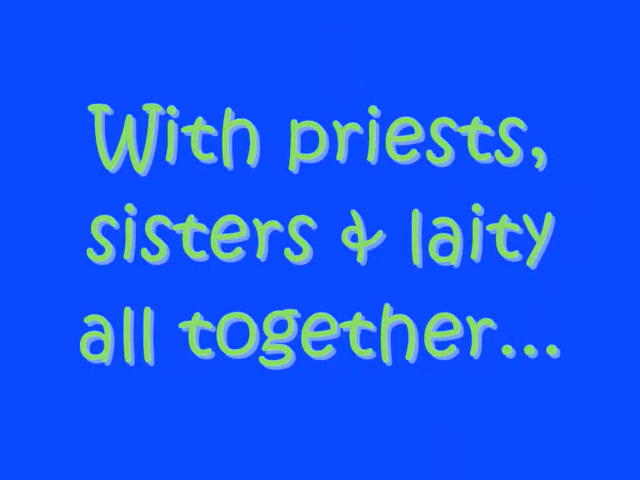 With priests,
sisters & laity
all together...